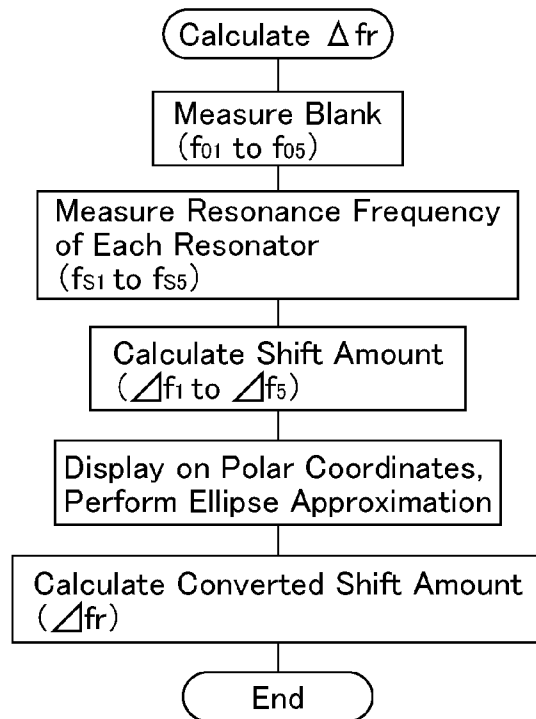 Calculate Δfr
Measure Blank
(f01 to f05)
Measure Resonance Frequency
of Each Resonator
(fS1 to fS5)
Calculate Shift Amount
(⊿f1 to ⊿f5)
Display on Polar Coordinates,
Perform Ellipse Approximation
Calculate Converted Shift Amount
(⊿fr)
End